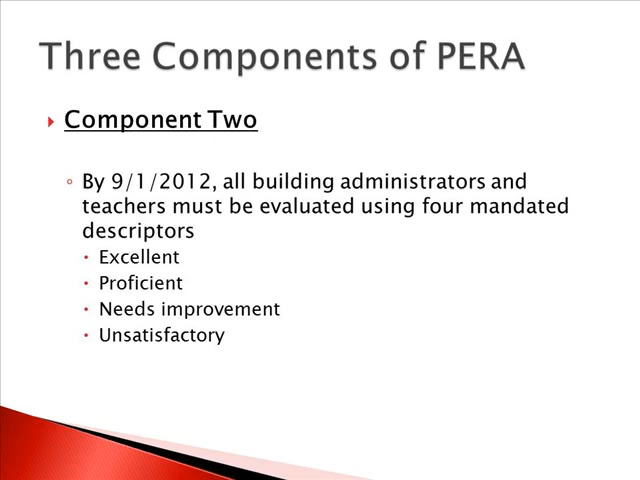 Three Components of PERA
Component Two
By 9/1/2012, all building administrators and
teachers must be evaluated using four mandated
descriptors
Excellent
Proficient
Needs improvement
Unsatisfactory